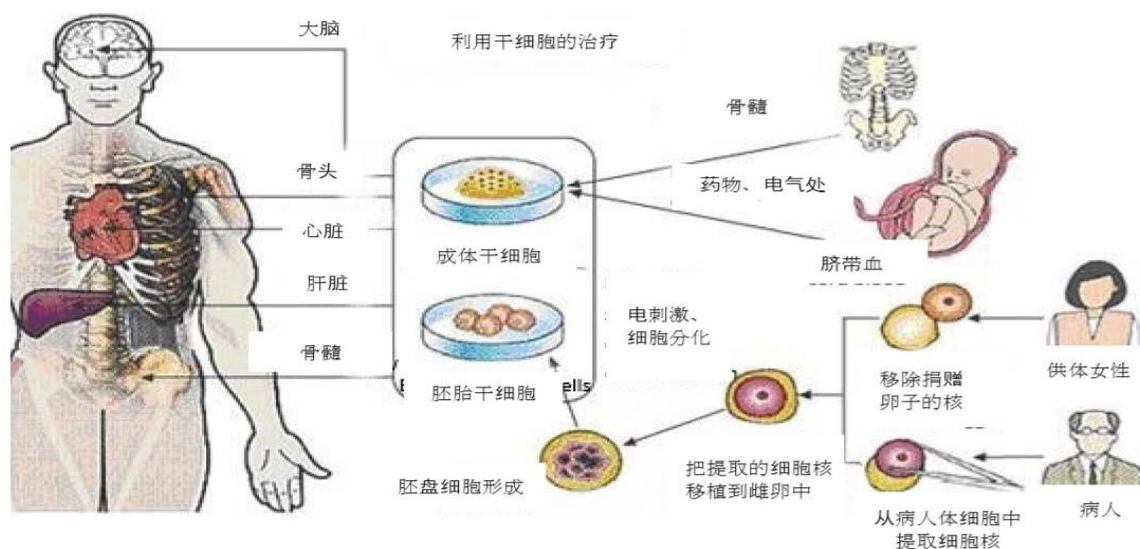 利用干细胞的治疗
大脑
骨头
心脏
肝脏
骨髓
骨髓
药物、电气处
脐带血
成体干细胞
胚胎干细胞
ells
电刺激、
细胞分化
胚盘细胞形成
把提取的细胞核
移植到雌卵中
移除捐赠
卵子的核
供体女性
从病人体细胞中
提取细胞核
病人